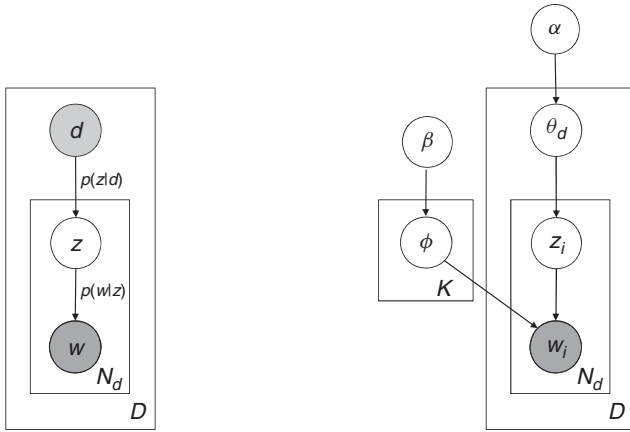 d
p(z|d)
z
p(w|z)
w
N_d
D
α
β
θ_d
ϕ
K
z_i
w_i
N_d
D